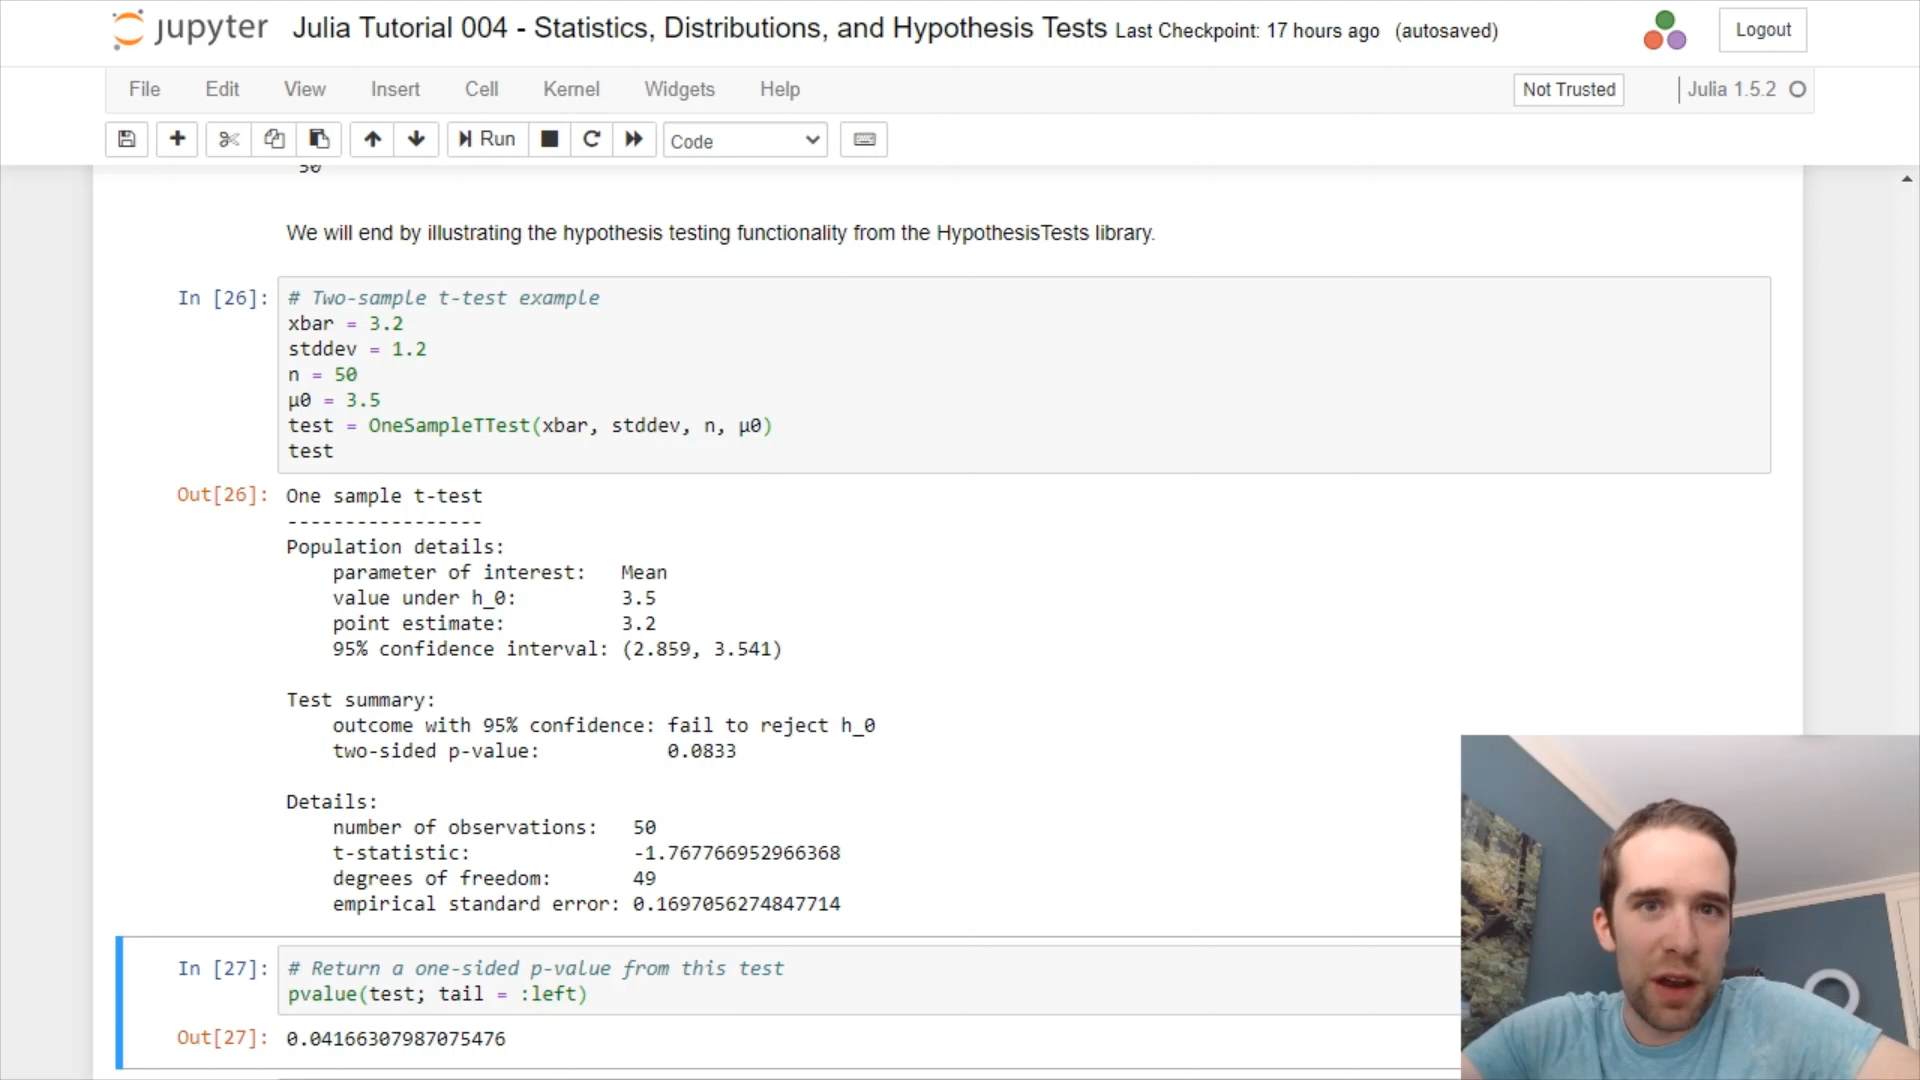 jupyter Julia Tutorial 004 - Statistics, Distributions, and Hypothesis Tests Last Checkpoint: 17 hours ago (autosaved) Logout
File Edit View Insert Cell Kernel Widgets Help Not Trusted Julia 1.5.2
Run Code
50
We will end by illustrating the hypothesis testing functionality from the HypothesisTests library.
In [26]: # Two-sample t-test example
xbar = 3.2
stddev = 1.2
n = 50
μ0 = 3.5
test = OneSampleTTest(xbar, stddev, n, μ0)
test
Out[26]: One sample t-test
-----------------
Population details:
parameter of interest: Mean
value under h_0: 3.5
point estimate: 3.2
95% confidence interval: (2.859, 3.541)
Test summary:
outcome with 95% confidence: fail to reject h_0
two-sided p-value: 0.0833
Details:
number of observations: 50
t-statistic: -1.767766952966368
degrees of freedom: 49
empirical standard error: 0.1697056274847714
In [27]: # Return a one-sided p-value from this test
pvalue(test; tail = :left)
Out[27]: 0.04166307987075476